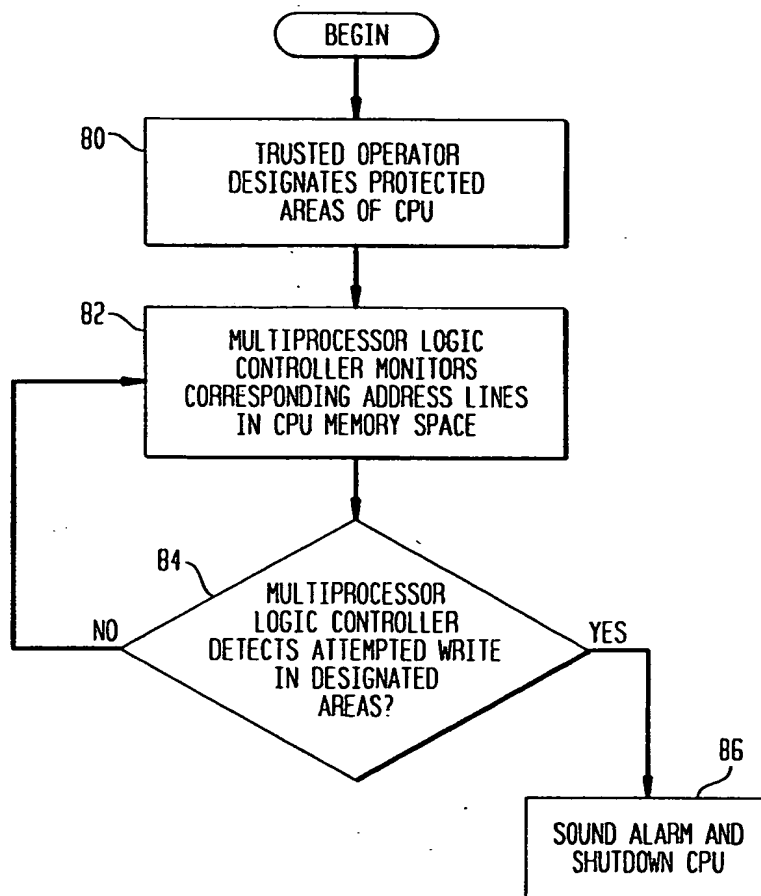 BEGIN
80
TRUSTED OPERATOR
DESIGNATES PROTECTED
AREAS OF CPU
82
MULTIPROCESSOR LOGIC
CONTROLLER MONITORS
CORRESPONDING ADDRESS LINES
IN CPU MEMORY SPACE
84
MULTIPROCESSOR
LOGIC CONTROLLER
DETECTS ATTEMPTED WRITE
IN DESIGNATED
AREAS?
NO
YES
86
SOUND ALARM AND
SHUTDOWN CPU